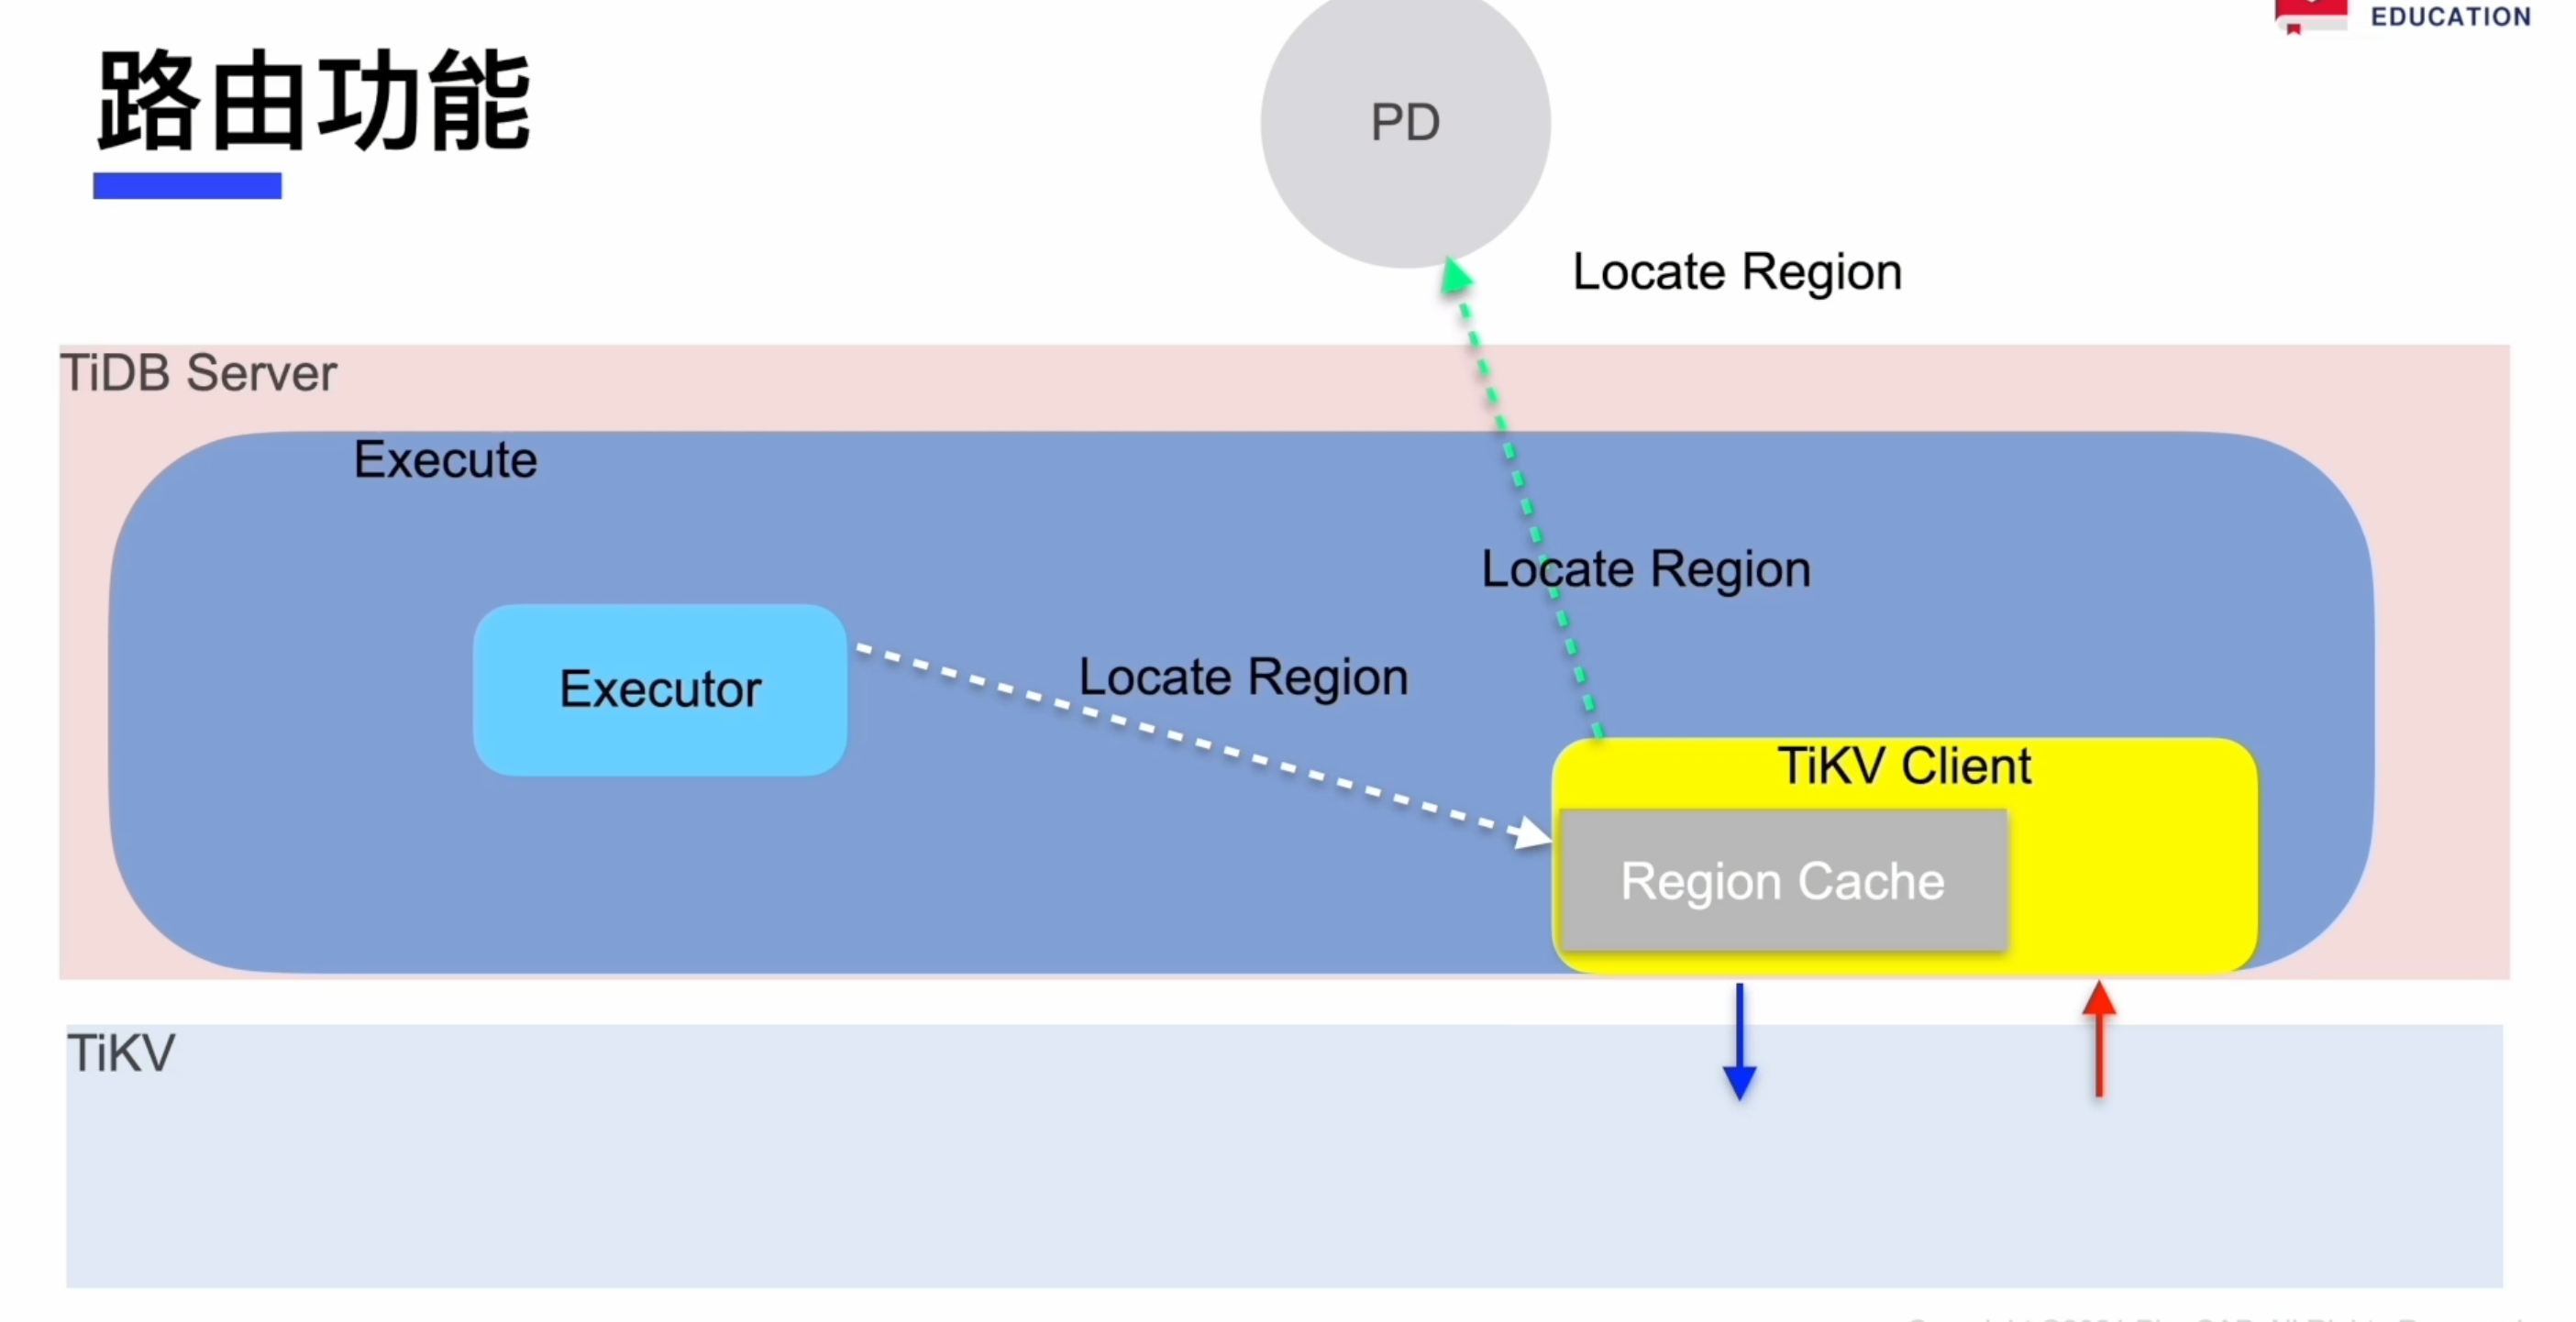 EDUCATION
路由功能
PD
Locate Region
TiDB Server
Execute
Locate Region
Locate Region
Executor
TiKV Client
Region Cache
TiKV